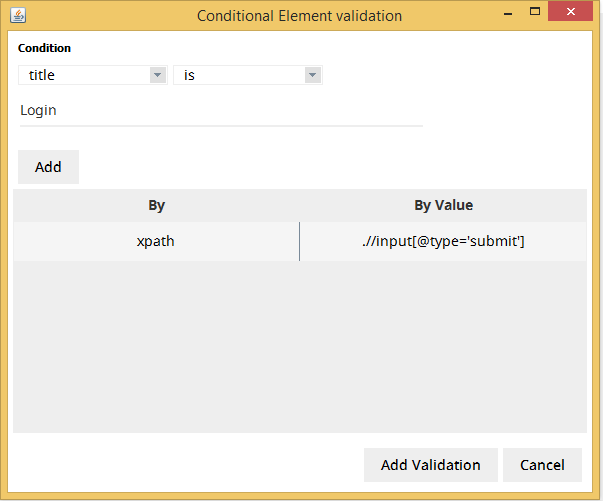 Conditional Element validation
Condition
title is
Login
Add
By By Value
xpath .//input[@type='submit']
Add Validation Cancel